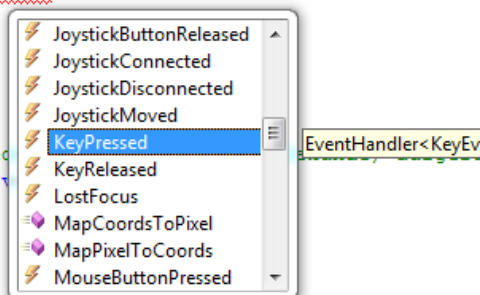 JoystickButtonReleased
JoystickConnected
JoystickDisconnected
JoystickMoved
KeyPressed
EventHandler<KeyEv
KeyReleased
LostFocus
MapCoordsToPixel
MapPixelToCoords
MouseButtonPressed